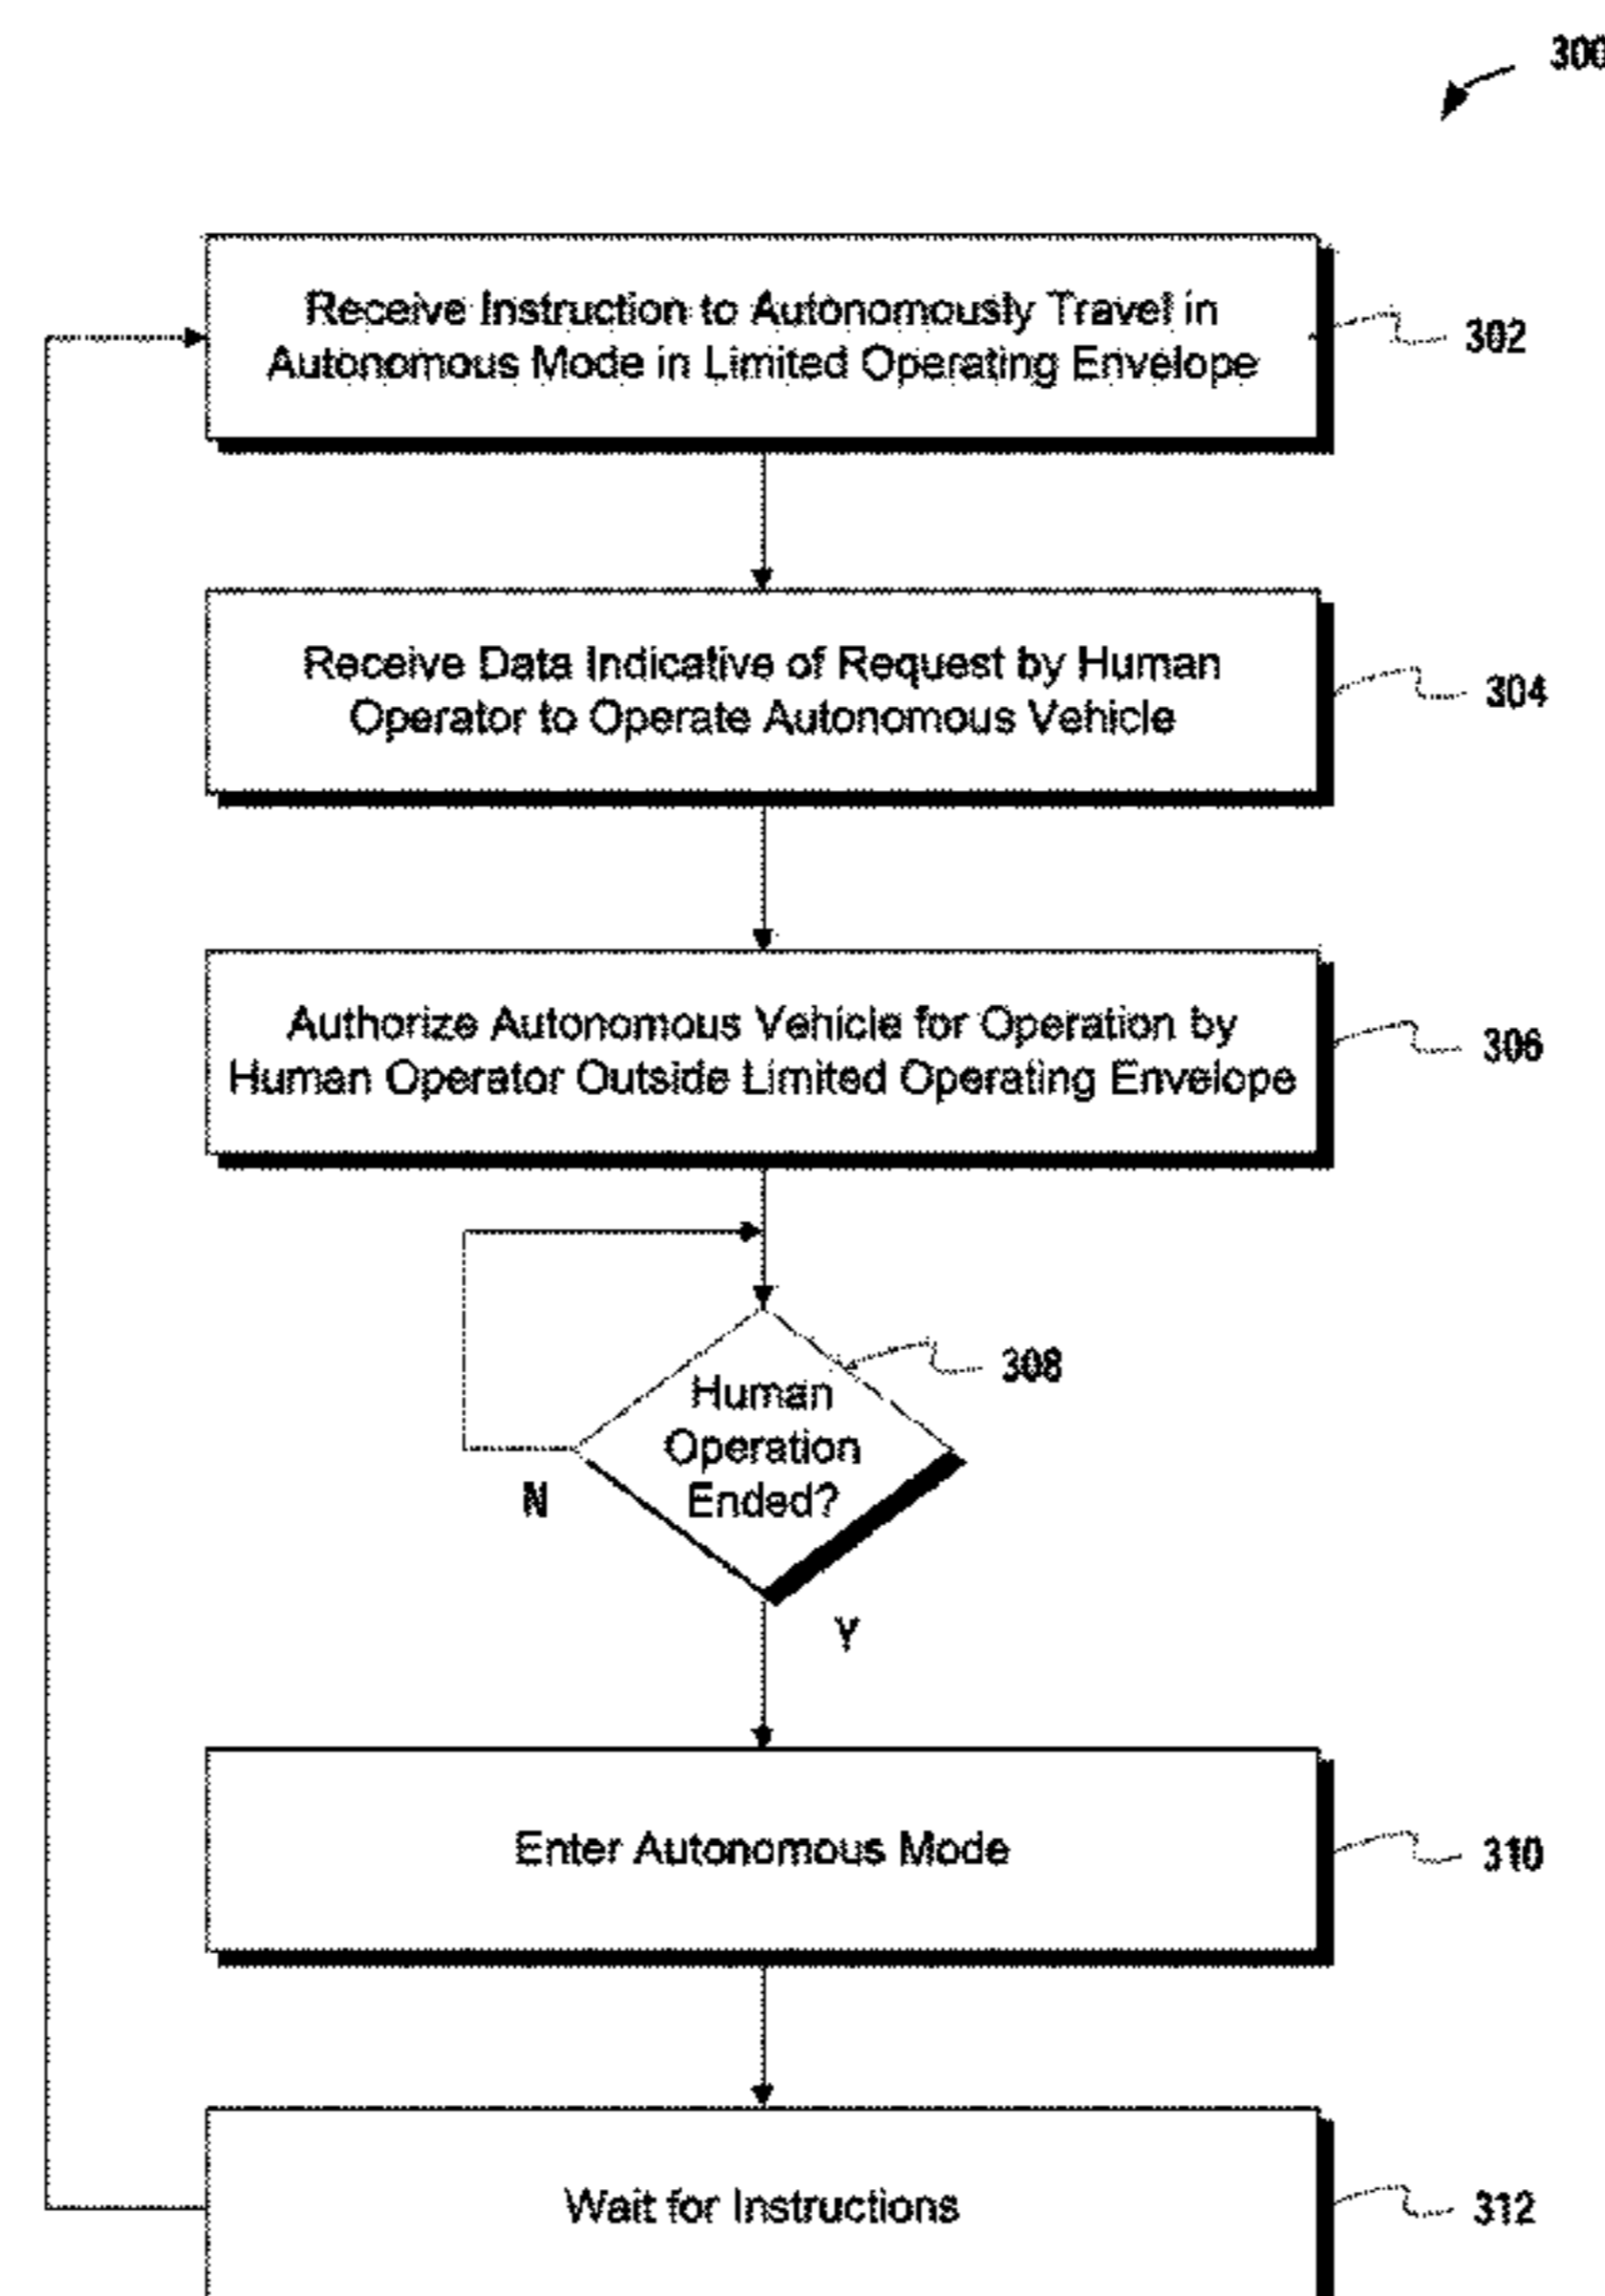 300
Receive Instruction to Autonomously Travel in
Autonomous Mode in Limited Operating Envelope
302
Receive Data Indicative of Request by Human
Operator to Operate Autonomous Vehicle
304
Authorize Autonomous Vehicle for Operation by
Human Operator Outside Limited Operating Envelope
306
308
Human
Operation
Ended?
N
Y
Enter Autonomous Mode
310
Wait for Instructions
312